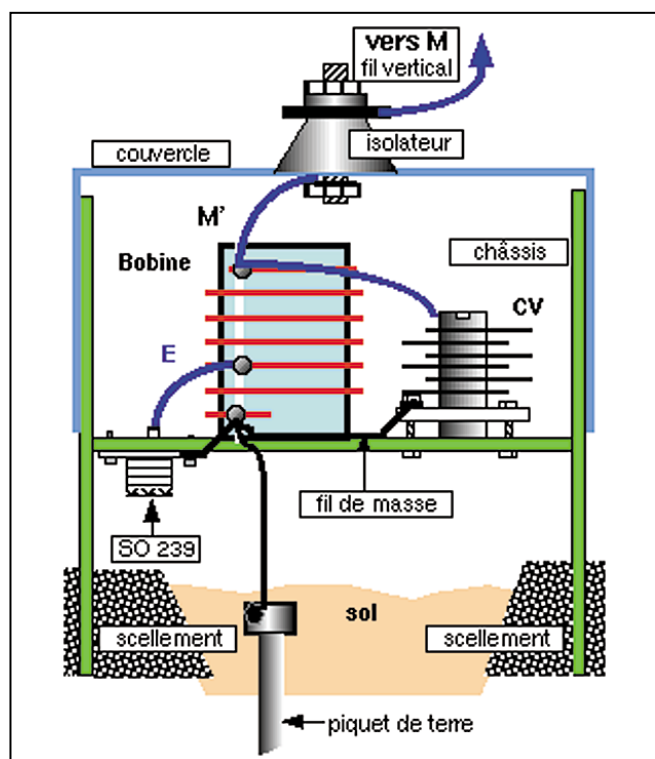 vers M
fil vertical
isolateur
couvercle
M'
châssis
Bobine
CV
E
fil de masse
SO 239
sol
scellement
scellement
piquet de terre